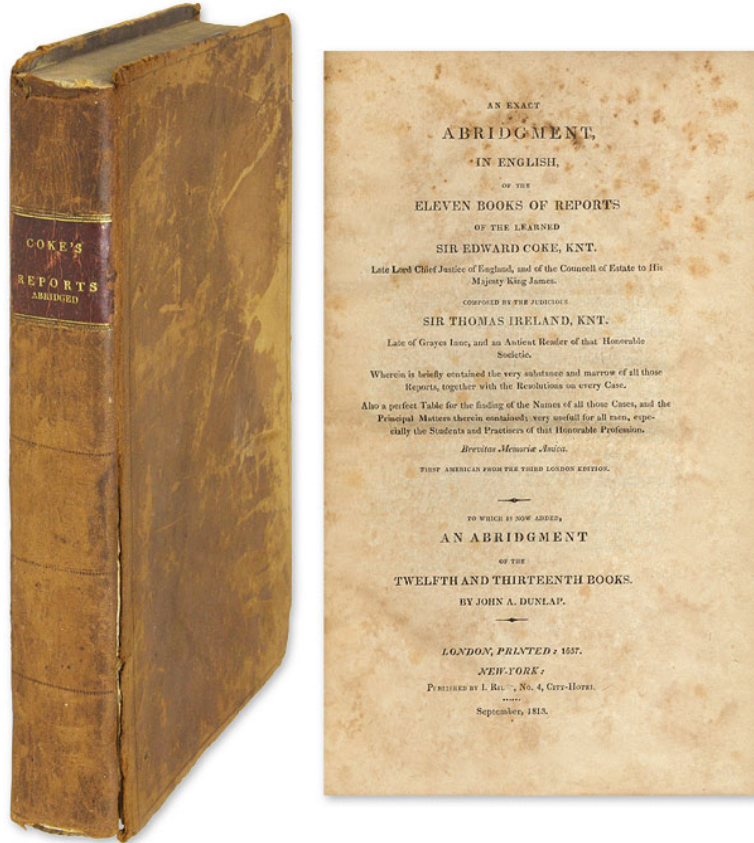 COKE'S
REPORTS
ABRIDGED
AN EXACT
ABRIDGMENT,
IN ENGLISH,
OF THE
ELEVEN BOOKS OF REPORTS
OF THE LEARNED
SIR EDWARD COKE, KNT.
Late Lord Chief Justice of England, and of the Councell of Estate to His
Majesty King James.
COMPOSED BY THE JUDICIOUS
SIR THOMAS IRELAND, KNT.
Late of Grayes Inne, and an Antient Reader of that Honorable
Societie.
Wherein is briefly contained the very substance and marrow of all those
Reports, together with the Resolutions on every Case.
Also a perfect Table for the finding of the Names of all those Cases, and the
Principal Matters therein contained; very usefull for all men, espe-
cially the Students and Practisers of that Honorable Profession.
Brevitas Memoriæ Amica.
FIRST AMERICAN FROM THE THIRD LONDON EDITION.
TO WHICH IS NOW ADDED,
AN ABRIDGMENT
OF THE
TWELFTH AND THIRTEENTH BOOKS.
BY JOHN A. DUNLAP.
LONDON, PRINTED: 1657.
NEW-YORK:
PUBLISHED BY I. , No. 4, CITY-HOTEL.
September, 1813.